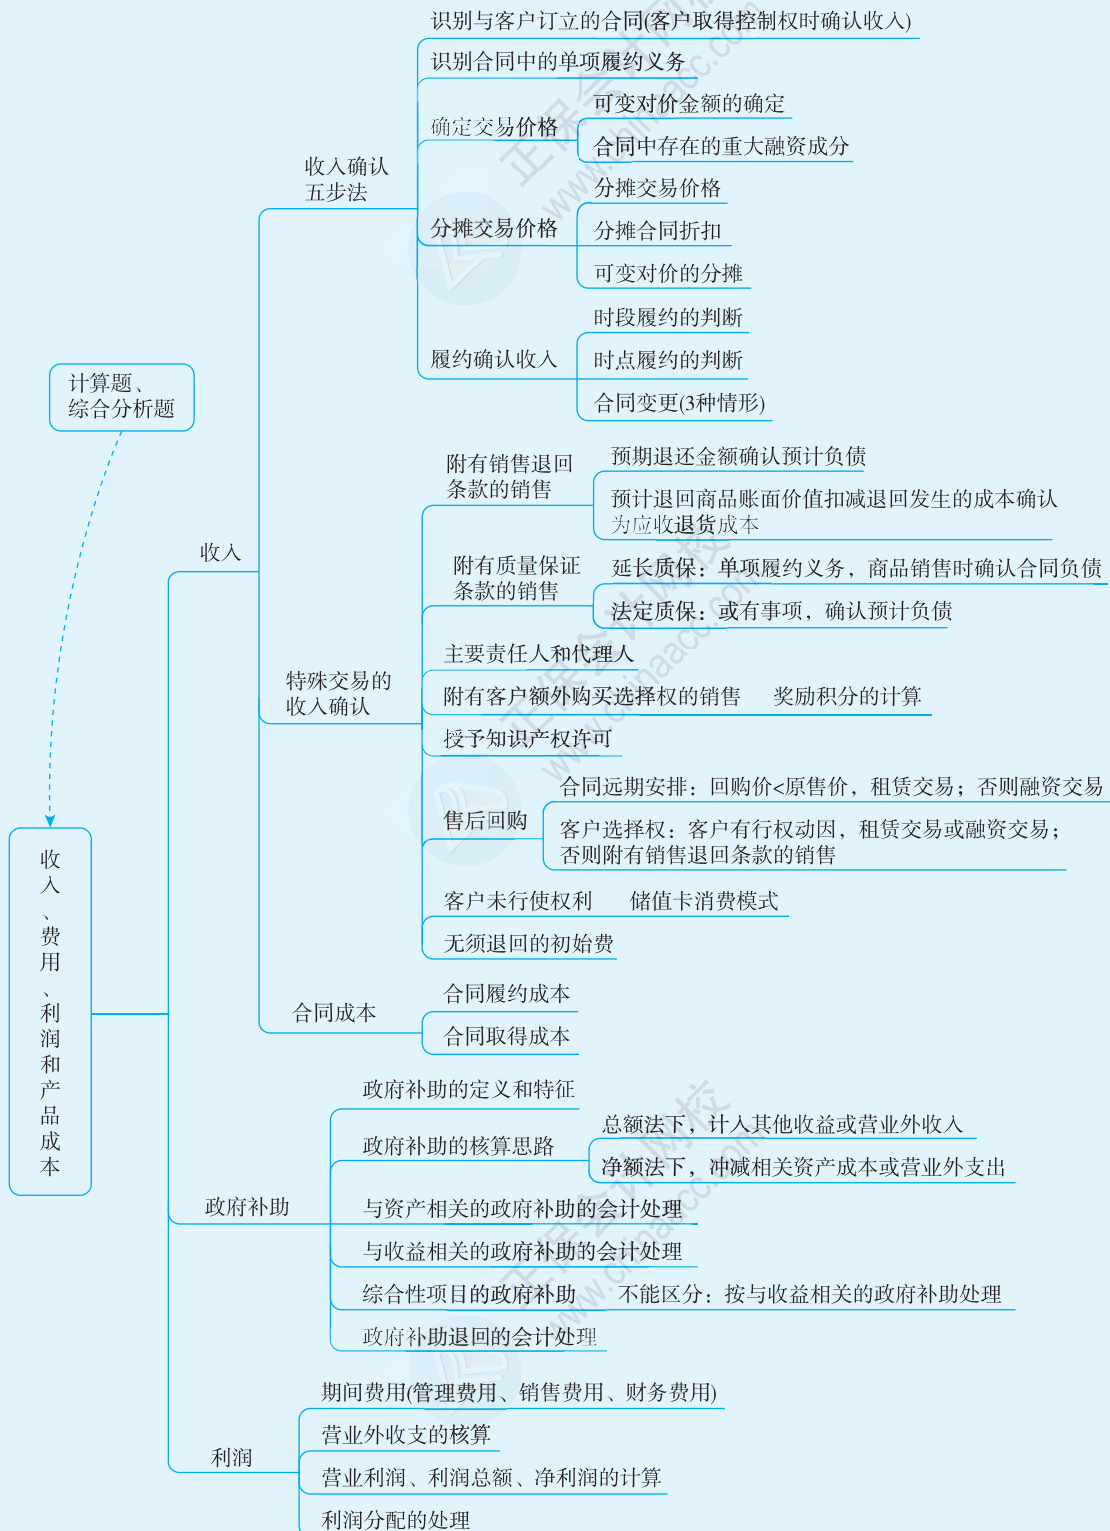 识别与客户订立的合同(客户取得控制权时确认收入)
识别合同中的单项履约义务
确定交易价格
可变对价金额的确定
合同中存在的重大融资成分
收入确认
五步法
分摊交易价格
分摊交易价格
分摊合同折扣
可变对价的分摊
履约确认收入
时段履约的判断
时点履约的判断
合同变更(3种情形)
计算题、
综合分析题
收入
附有销售退回
条款的销售
预期退还金额确认预计负债
预计退回商品账面价值扣减退回发生的成本确认
为应收退货成本
附有质量保证
条款的销售
延长质保：单项履约义务，商品销售时确认合同负债
法定质保：或有事项，确认预计负债
特殊交易的
收入确认
主要责任人和代理人
附有客户额外购买选择权的销售 奖励积分的计算
授予知识产权许可
售后回购
合同远期安排：回购价<原售价，租赁交易；否则融资交易
客户选择权：客户有行权动因，租赁交易或融资交易；
否则附有销售退回条款的销售
客户未行使权利 储值卡消费模式
无须退回的初始费
合同成本
合同履约成本
合同取得成本
收入、费用、利润和产品成本
政府补助
政府补助的定义和特征
政府补助的核算思路
总额法下，计入其他收益或营业外收入
净额法下，冲减相关资产成本或营业外支出
与资产相关的政府补助的会计处理
与收益相关的政府补助的会计处理
综合性项目的政府补助 不能区分：按与收益相关的政府补助处理
政府补助退回的会计处理
利润
期间费用(管理费用、销售费用、财务费用)
营业外收支的核算
营业利润、利润总额、净利润的计算
利润分配的处理
正保会计网校
www.chinaacc.com
正保会计网校
www.chinaacc.com
正保会计网校
www.chinaacc.com